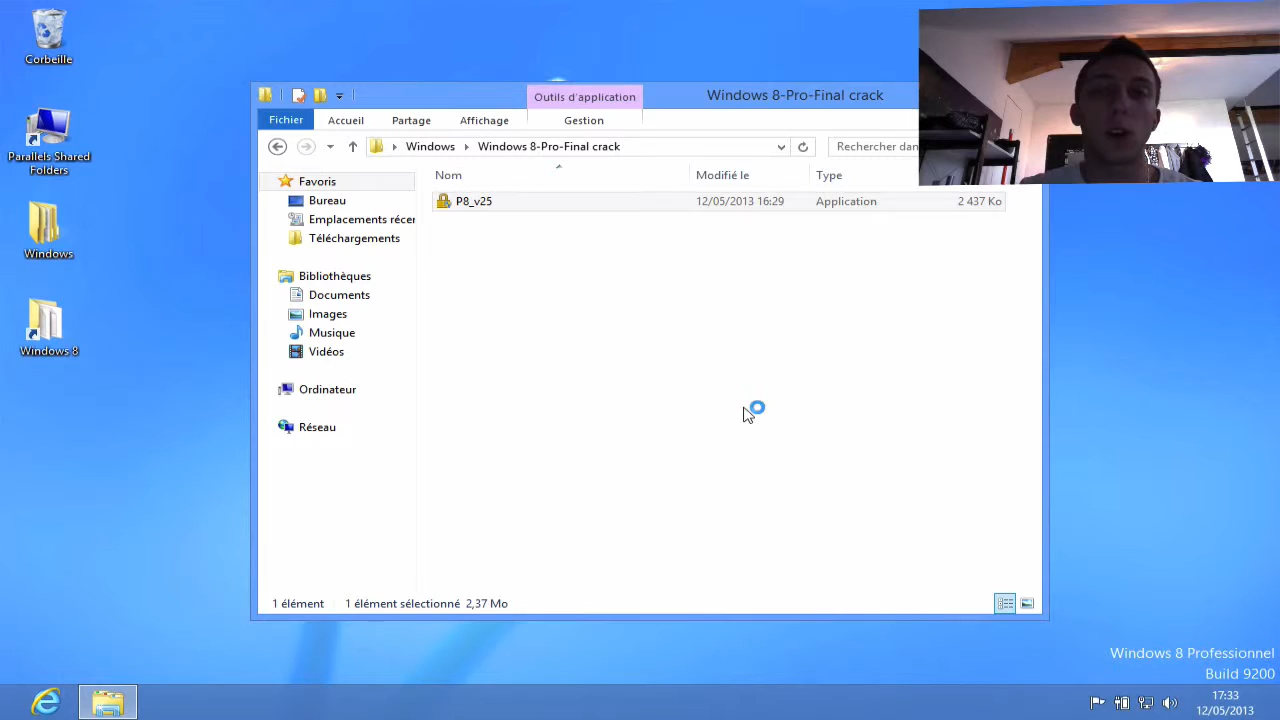 Corbeille
Parallels Shared
Folders
Windows
Windows 8
Outils d'application
Windows 8-Pro-Final crack
Fichier
Accueil
Partage
Affichage
Gestion
Windows
Windows 8-Pro-Final crack
Rechercher dan
Nom
Modifié le
Type
P8_v25
12/05/2013 16:29
Application
2 437 Ko
Favoris
Bureau
Emplacements récer
Téléchargements
Bibliothèques
Documents
Images
Musique
Vidéos
Ordinateur
Réseau
1 élément
1 élément sélectionné 2,37 Mo
Windows 8 Professionnel
Build 9200
17:33
12/05/2013